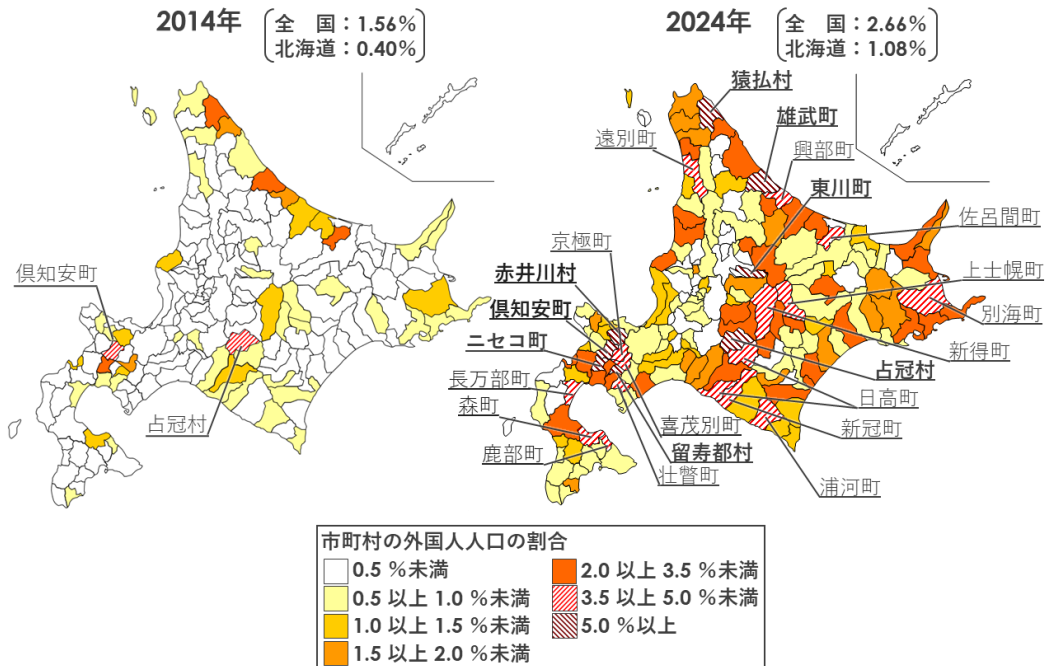 2014年
全 国：1.56%
北海道：0.40%
倶知安町
占冠村
2024年
全 国：2.66%
北海道：1.08%
猿払村
雄武町
遠別町
興部町
東川町
佐呂間町
京極町
赤井川村
上士幌町
倶知安町
別海町
ニセコ町
新得町
占冠村
長万部町
日高町
森町
喜茂別町
新冠町
鹿部町
留寿都村
壮瞥町
浦河町
市町村の外国人人口の割合
0.5 %未満
0.5 以上 1.0 %未満
1.0 以上 1.5 %未満
1.5 以上 2.0 %未満
2.0 以上 3.5 %未満
3.5 以上 5.0 %未満
5.0 %以上